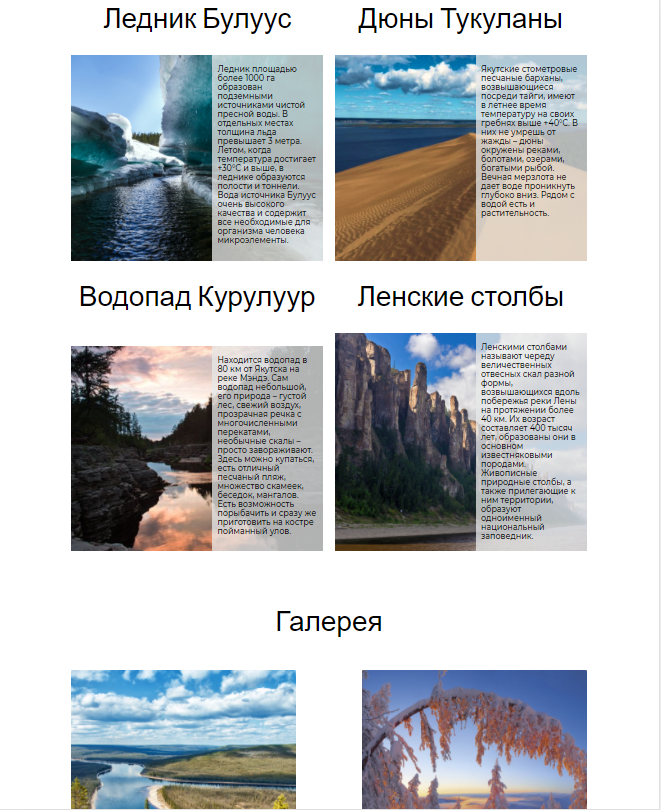 Ледник Булуус
Дюны Тукуланы
Ледник площадью
более 1000 га
образован
подземными
источниками чистой
пресной воды. В
отдельных местах
толщина льда
превышает 3 метра.
Летом, когда
температура достигает
+30°C и выше, в
леднике образуются
полости и тоннели.
Вода источника Булуус
очень высокого
качества и содержит
все необходимые для
организма человека
микроэлементы.
Якутские стометровые
песчаные барханы,
возвышающиеся
посреди тайги, имеют
в летнее время
температуру на своих
гребнях выше +40°C. В
них не умрешь от
жажды – дюны
окружены реками,
болотами, озерами,
богатыми рыбой.
Вечная мерзлота не
дает воде проникнуть
глубоко вниз. Рядом с
водой есть и
растительность.
Водопад Курулуур
Ленские столбы
Находится водопад в
80 км от Якутска на
реке Мэндэ. Сам
водопад небольшой,
его природа – густой
лес, свежий воздух,
прозрачная речка с
многочисленными
перекатами,
необычные скалы –
просто завораживают.
Здесь можно купаться,
есть отличный
песчаный пляж,
множество скамеек,
беседок, мангалов.
Есть возможность
порыбачить и сразу же
приготовить на костре
пойманный улов.
Ленскими столбами
называют череду
величественных
отвесных скал разной
формы,
возвышающихся вдоль
побережья реки Лены
на протяжении более
40 км. Их возраст
составляет 400 тысяч
лет, образованы они в
основном
известняковыми
породами.
Живописные
природные столбы, а
также прилегающие к
ним территории,
образуют
одноименный
национальный
заповедник.
Галерея